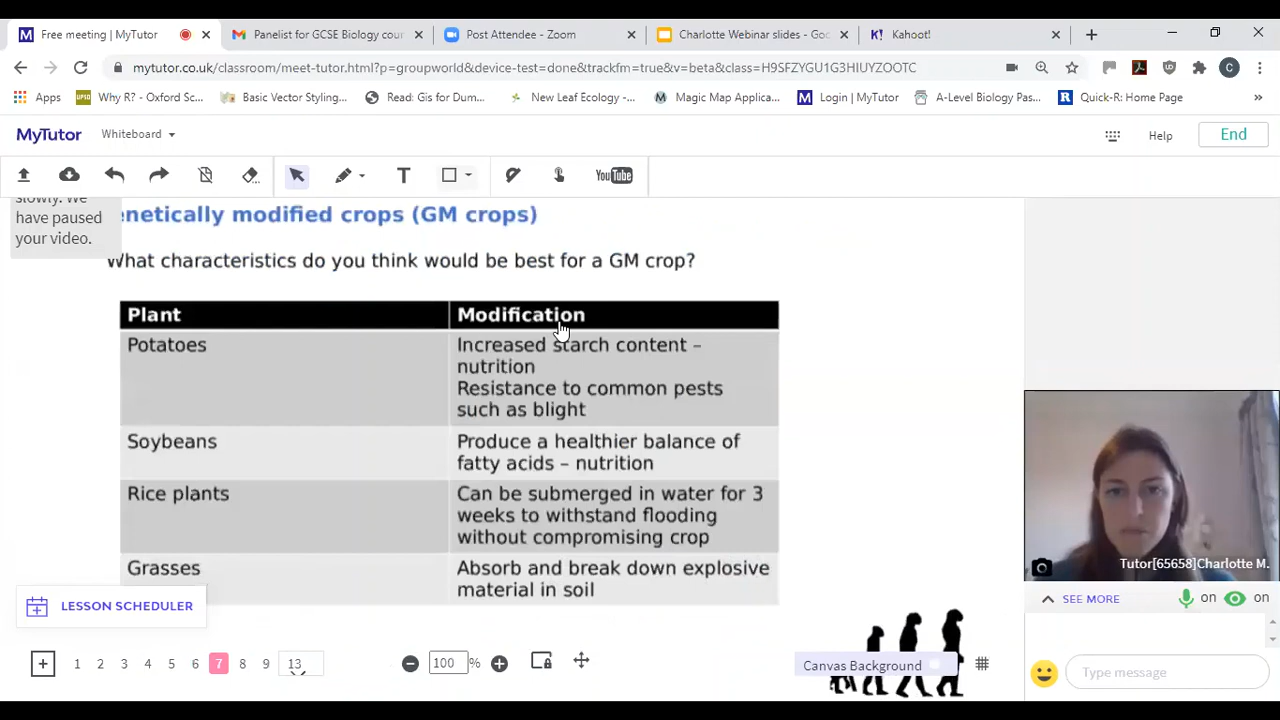 Free meeting | MyTutor
Panelist for GCSE Biology cour
Post Attendee - Zoom
Charlotte Webinar slides - Goo
K! Kahoot!
mytutor.co.uk/classroom/meet-tutor.html?p=groupworld&device-test=done&trackfm=true&v=beta&class=H9SFZYGU1G3HIUYZOOTC
Apps
Why R? - Oxford Sc...
Basic Vector Styling...
Read: Gis for Dum...
New Leaf Ecology -...
Magic Map Applica...
Login | MyTutor
A-Level Biology Pas...
Quick-R: Home Page
MyTutor
Whiteboard
Help
End
YouTube
slowly. We
have paused
your video.
enetically modified crops (GM crops)
What characteristics do you think would be best for a GM crop?
Plant Modification
Potatoes Increased starch content –
nutrition
Resistance to common pests
such as blight
Soybeans Produce a healthier balance of
fatty acids – nutrition
Rice plants Can be submerged in water for 3
weeks to withstand flooding
without compromising crop
Grasses Absorb and break down explosive
material in soil
LESSON SCHEDULER
Tutor[65658]Charlotte M.
SEE MORE on on
1 2 3 4 5 6 7 8 9 13
100 %
Canvas Background
Type message